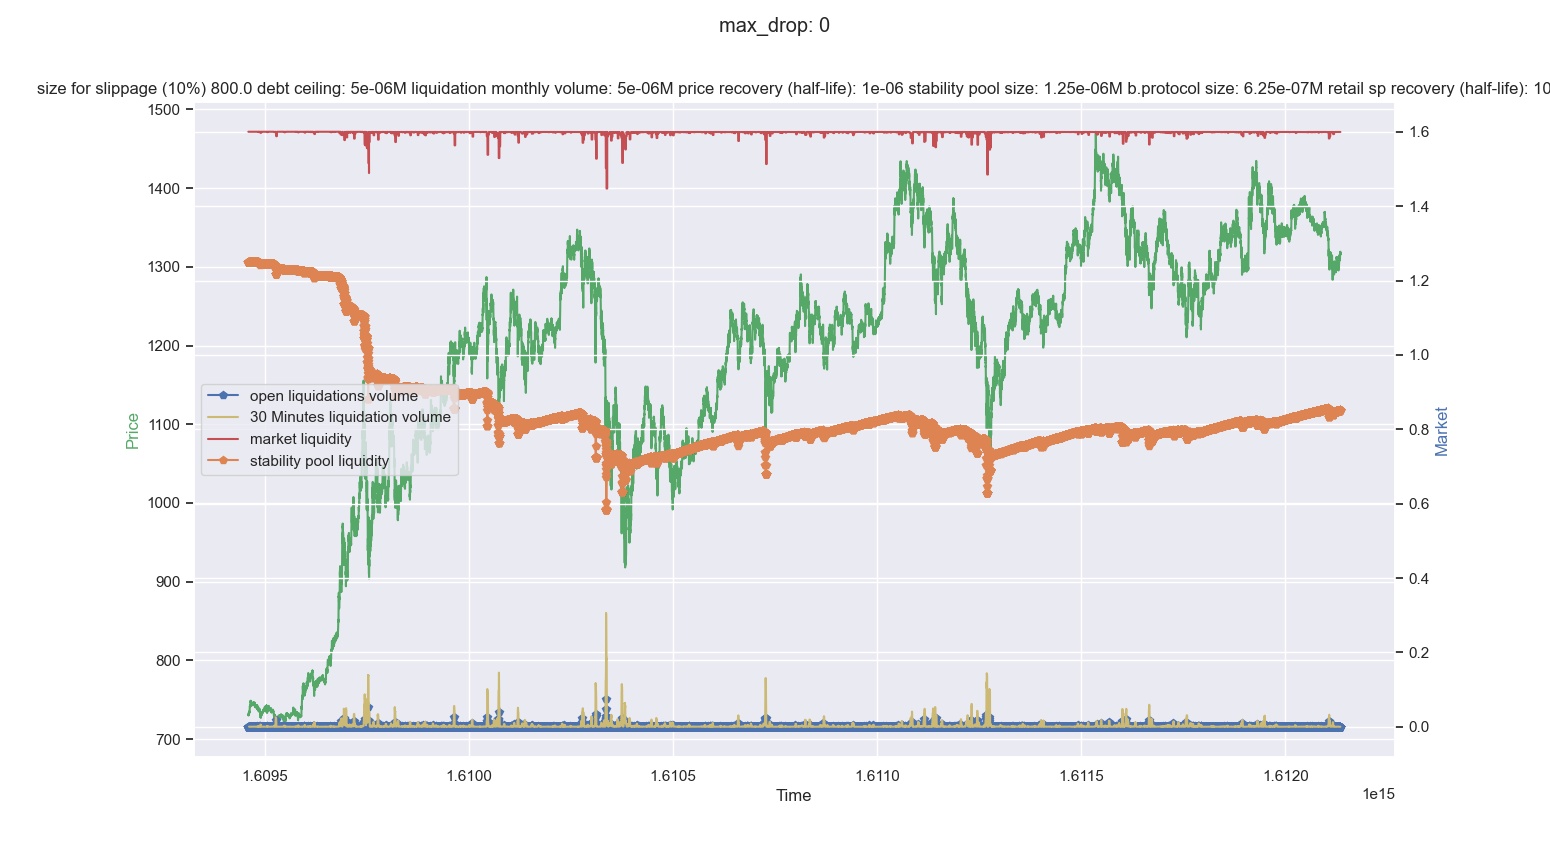 max_drop: 0
size for slippage (10%) 800.0 debt ceiling: 5e-06M liquidation monthly volume: 5e-06M price recovery (half-life): 1e-06 stability pool size: 1.25e-06M b.protocol size: 6.25e-07M retail sp recovery (half-life): 10
1500
1400
1300
1200
1100
1000
900
800
700
Price
1.6
1.4
1.2
1.0
0.8
0.6
0.4
0.2
0.0
Market
open liquidations volume
30 Minutes liquidation volume
market liquidity
stability pool liquidity
1.6095
1.6100
1.6105
1.6110
1.6115
1.6120
Time
1e15